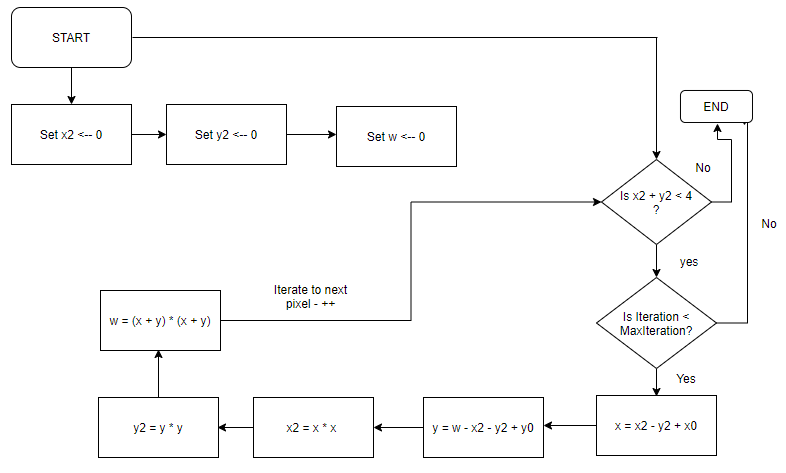 START
END
Set x2 <-- 0
Set y2 <-- 0
Set w <-- 0
No
Is x2 + y2 < 4
?
No
yes
Iterate to next
pixel - ++
w = (x + y) * (x + y)
Is Iteration <
MaxIteration?
Yes
y2 = y * y
x2 = x * x
y = w - x2 - y2 + y0
x = x2 - y2 + x0